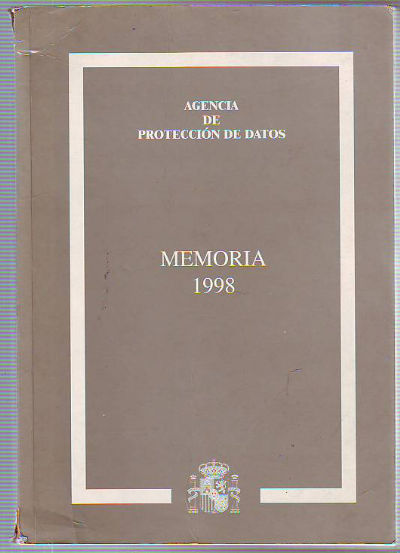 AGENCIA
DE
PROTECCIÓN DE DATOS
MEMORIA
1998